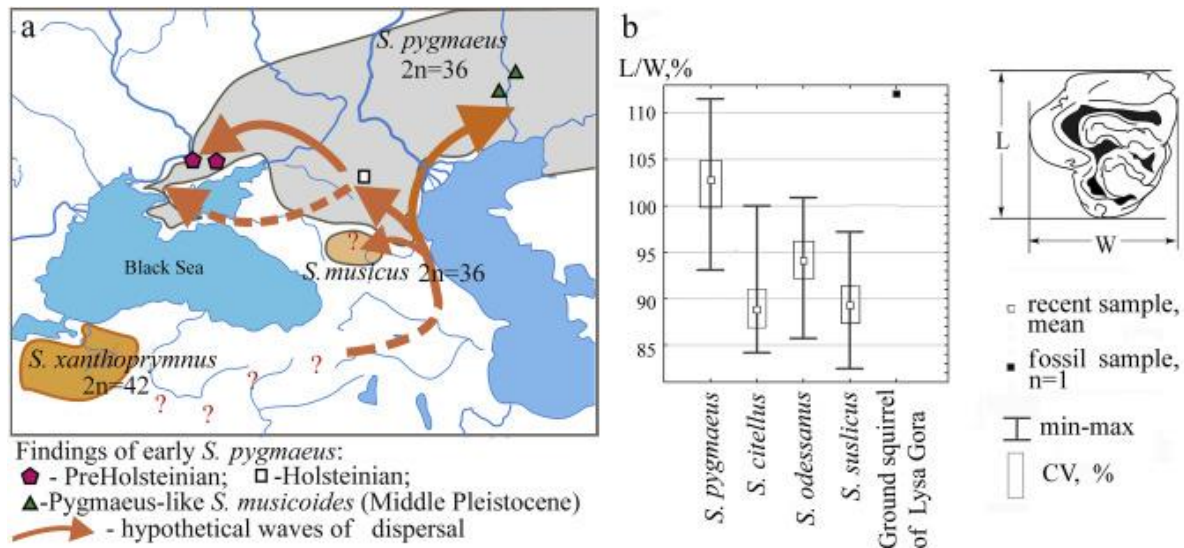 a
S. pygmaeus
2n=36
Black Sea
?
S. musicus 2n=36
S. xanthoprymnus
2n=42
?
?
?
?
Findings of early S. pygmaeus:
- PreHolsteinian; -Holsteinian;
-Pygmaeus-like S. musicoides (Middle Pleistocene)
- hypothetical waves of dispersal
b
L/W,%
110
105
100
95
90
85
S. pygmaeus
S. citellus
S. odessanus
S. suslicus
Ground squirrel
of Lysa Gora
L
W
recent sample,
mean
fossil sample,
n=1
min-max
CV, %